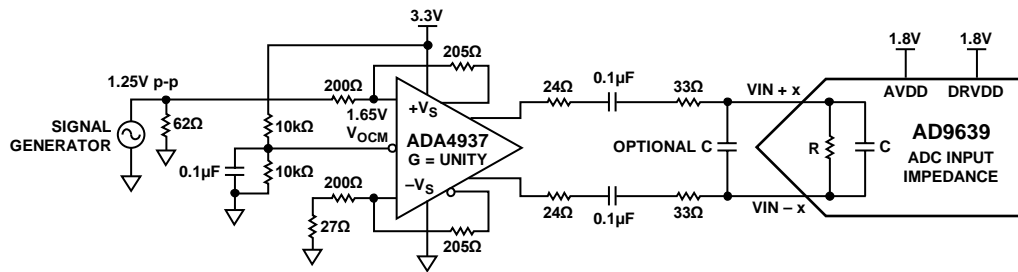 3.3V
1.8V
1.8V
205Ω
1.25V p-p
200Ω
24Ω
0.1µF
33Ω
VIN + x
AVDD
DRVDD
+VS
1.65V
SIGNAL
GENERATOR
62Ω
10kΩ
VOCM
ADA4937
G = UNITY
OPTIONAL C
R
C
AD9639
ADC INPUT
IMPEDANCE
0.1µF
10kΩ
200Ω
–VS
27Ω
205Ω
24Ω
0.1µF
33Ω
VIN – x